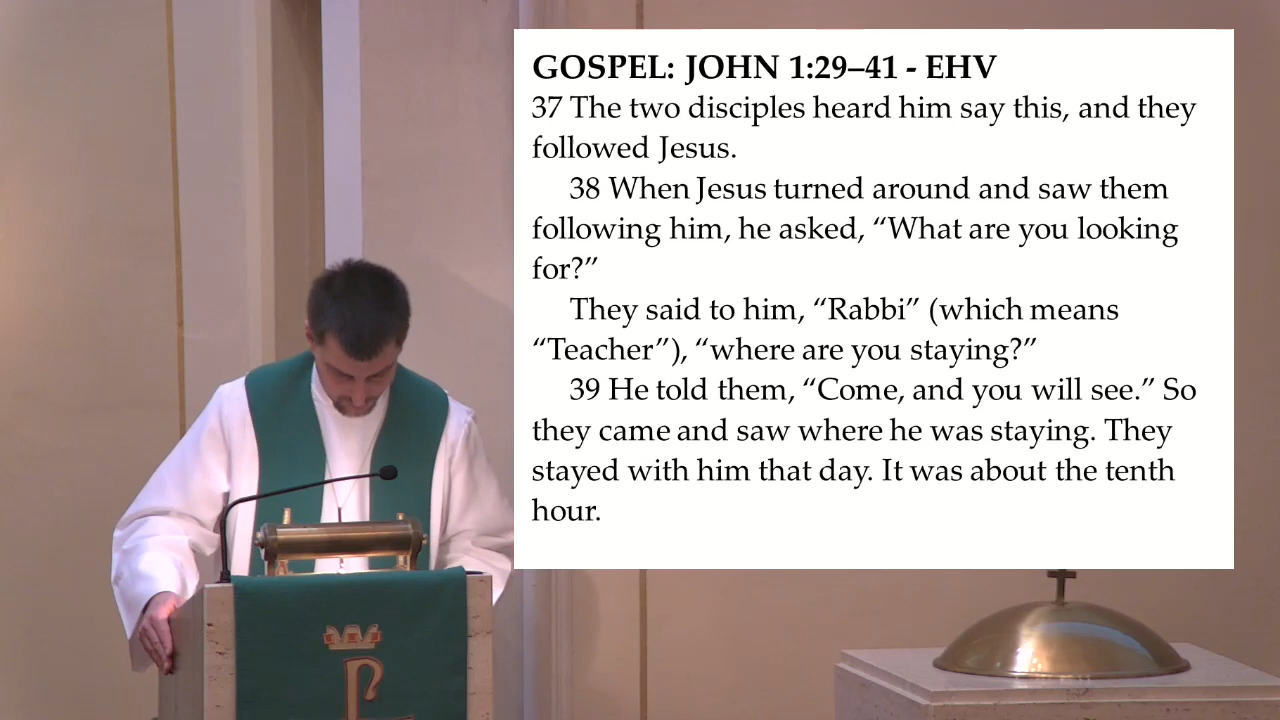 GOSPEL: JOHN 1:29–41 - EHV
37 The two disciples heard him say this, and they
followed Jesus.
38 When Jesus turned around and saw them
following him, he asked, “What are you looking
for?”
They said to him, “Rabbi” (which means
“Teacher”), “where are you staying?”
39 He told them, “Come, and you will see.” So
they came and saw where he was staying. They
stayed with him that day. It was about the tenth
hour.